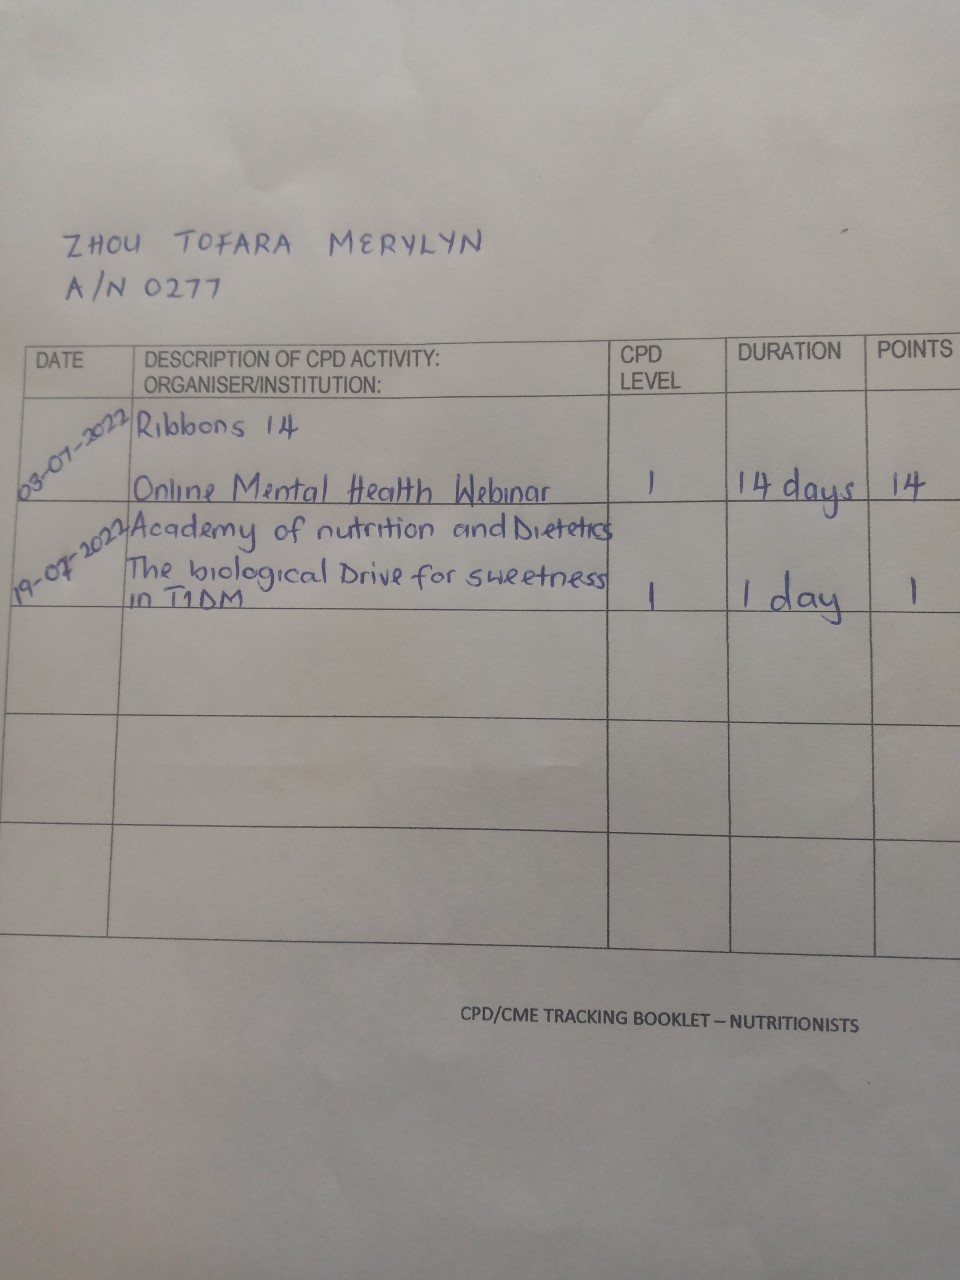 ZHOU TOFARA MERYLYN
A/N 0277
DATE
DESCRIPTION OF CPD ACTIVITY:
ORGANISER/INSTITUTION:
CPD
LEVEL
DURATION
POINTS
03-07-2022
Ribbons 14
Online Mental Health Webinar
1
14 days
14
19-07-2022
Academy of nutrition and Dietetics
The biological Drive for sweetness
in T1DM
1
1 day
1
CPD/CME TRACKING BOOKLET – NUTRITIONISTS